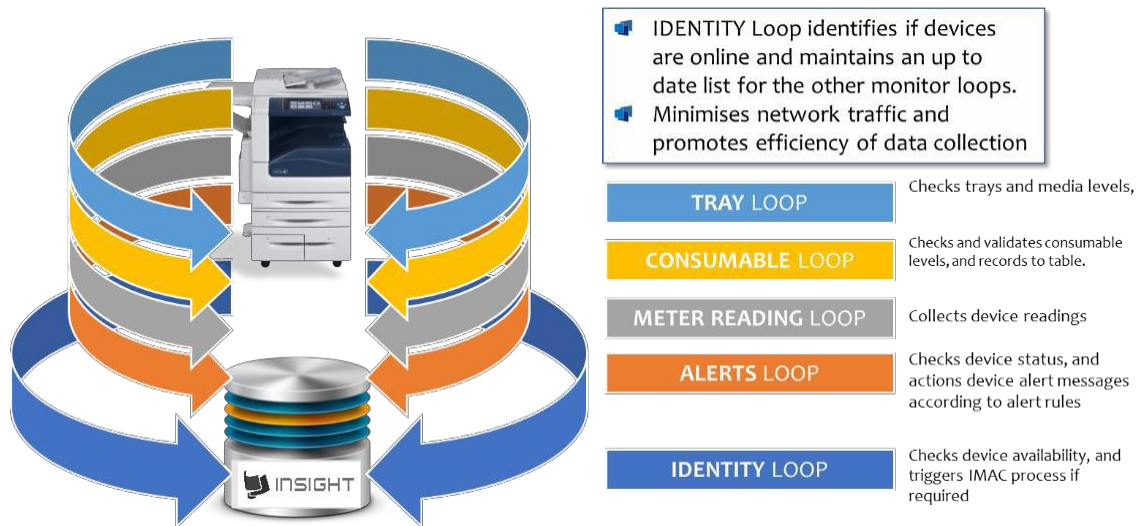 IDENTITY Loop identifies if devices
are online and maintains an up to
date list for the other monitor loops.
Minimises network traffic and
promotes efficiency of data collection
TRAY LOOP
Checks trays and media levels,
CONSUMABLE LOOP
Checks and validates consumable
levels, and records to table.
METER READING LOOP
Collects device readings
ALERTS LOOP
Checks device status, and
actions device alert messages
according to alert rules
IDENTITY LOOP
Checks device availability, and
triggers IMAC process if
required
INSIGHT